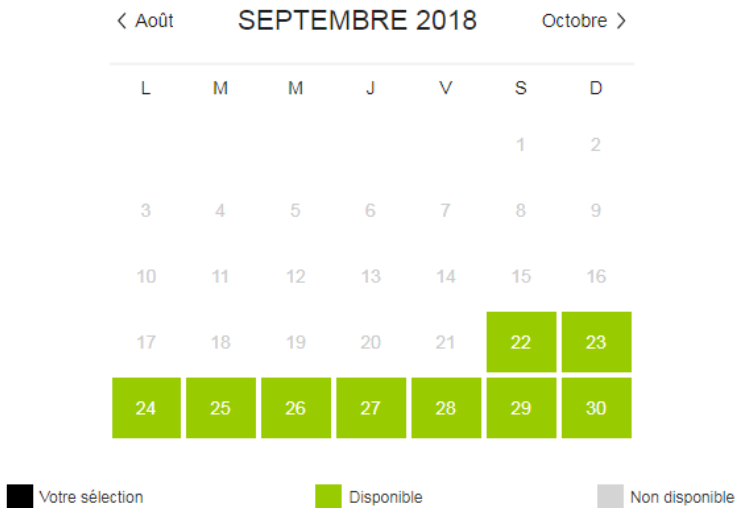 Août SEPTEMBRE 2018 Octobre
L M M J V S D
1 2
3 4 5 6 7 8 9
10 11 12 13 14 15 16
17 18 19 20 21 22 23
24 25 26 27 28 29 30
Votre sélection Disponible Non disponible